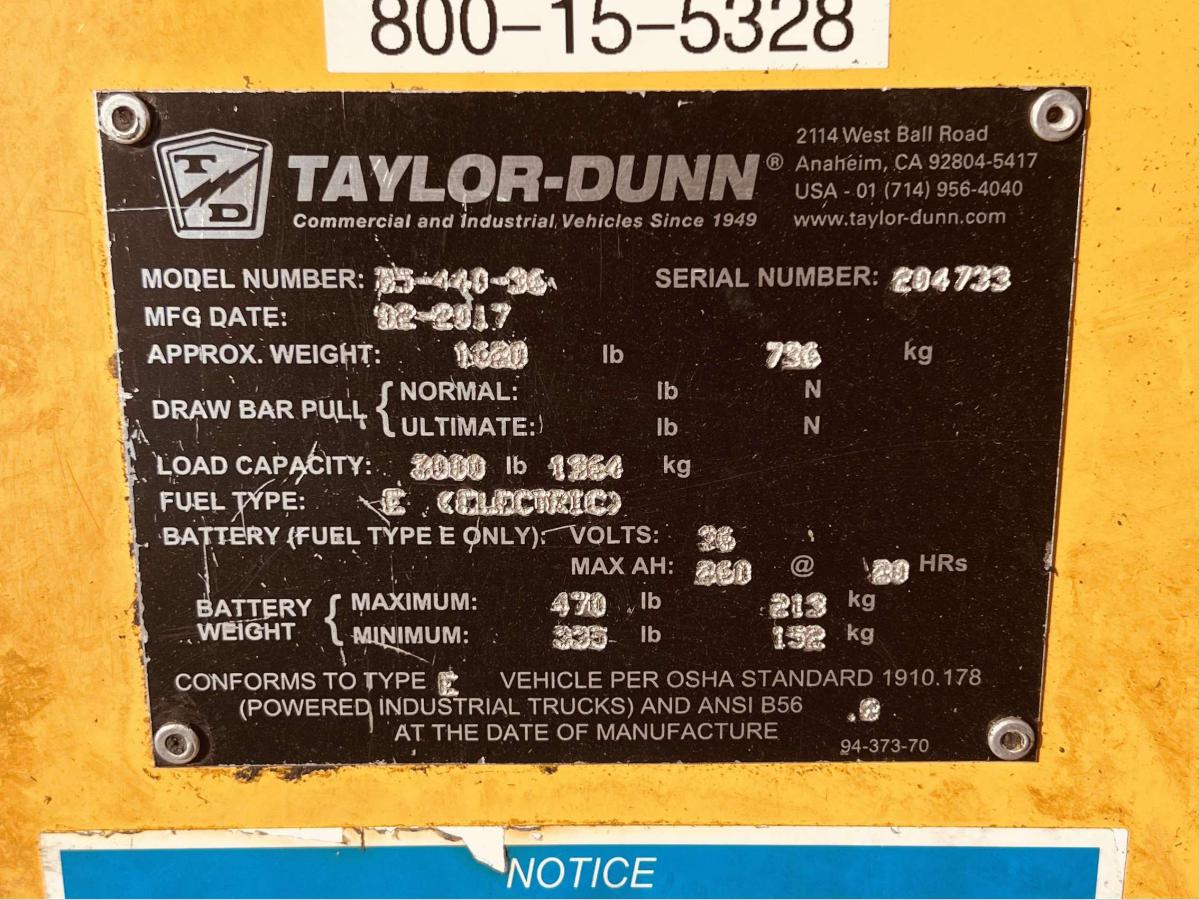 800-15-5328
TD
TAYLOR-DUNN®
Commercial and Industrial Vehicles Since 1949
2114 West Ball Road
Anaheim, CA 92804-5417
USA - 01 (714) 956-4040
www.taylor-dunn.com
MODEL NUMBER: B5-440-36 SERIAL NUMBER: 204733
MFG DATE: 02-2017
APPROX. WEIGHT: 1620 lb 736 kg
DRAW BAR PULL { NORMAL: lb N
ULTIMATE: lb N
LOAD CAPACITY: 3000 lb 1364 kg
FUEL TYPE: E (ELECTRIC)
BATTERY (FUEL TYPE E ONLY): VOLTS: 36
MAX AH: 260 @ 20 HRs
BATTERY WEIGHT { MAXIMUM: 470 lb 213 kg
MINIMUM: 335 lb 152 kg
CONFORMS TO TYPE E VEHICLE PER OSHA STANDARD 1910.178
(POWERED INDUSTRIAL TRUCKS) AND ANSI B56 .8
AT THE DATE OF MANUFACTURE
94-373-70
NOTICE